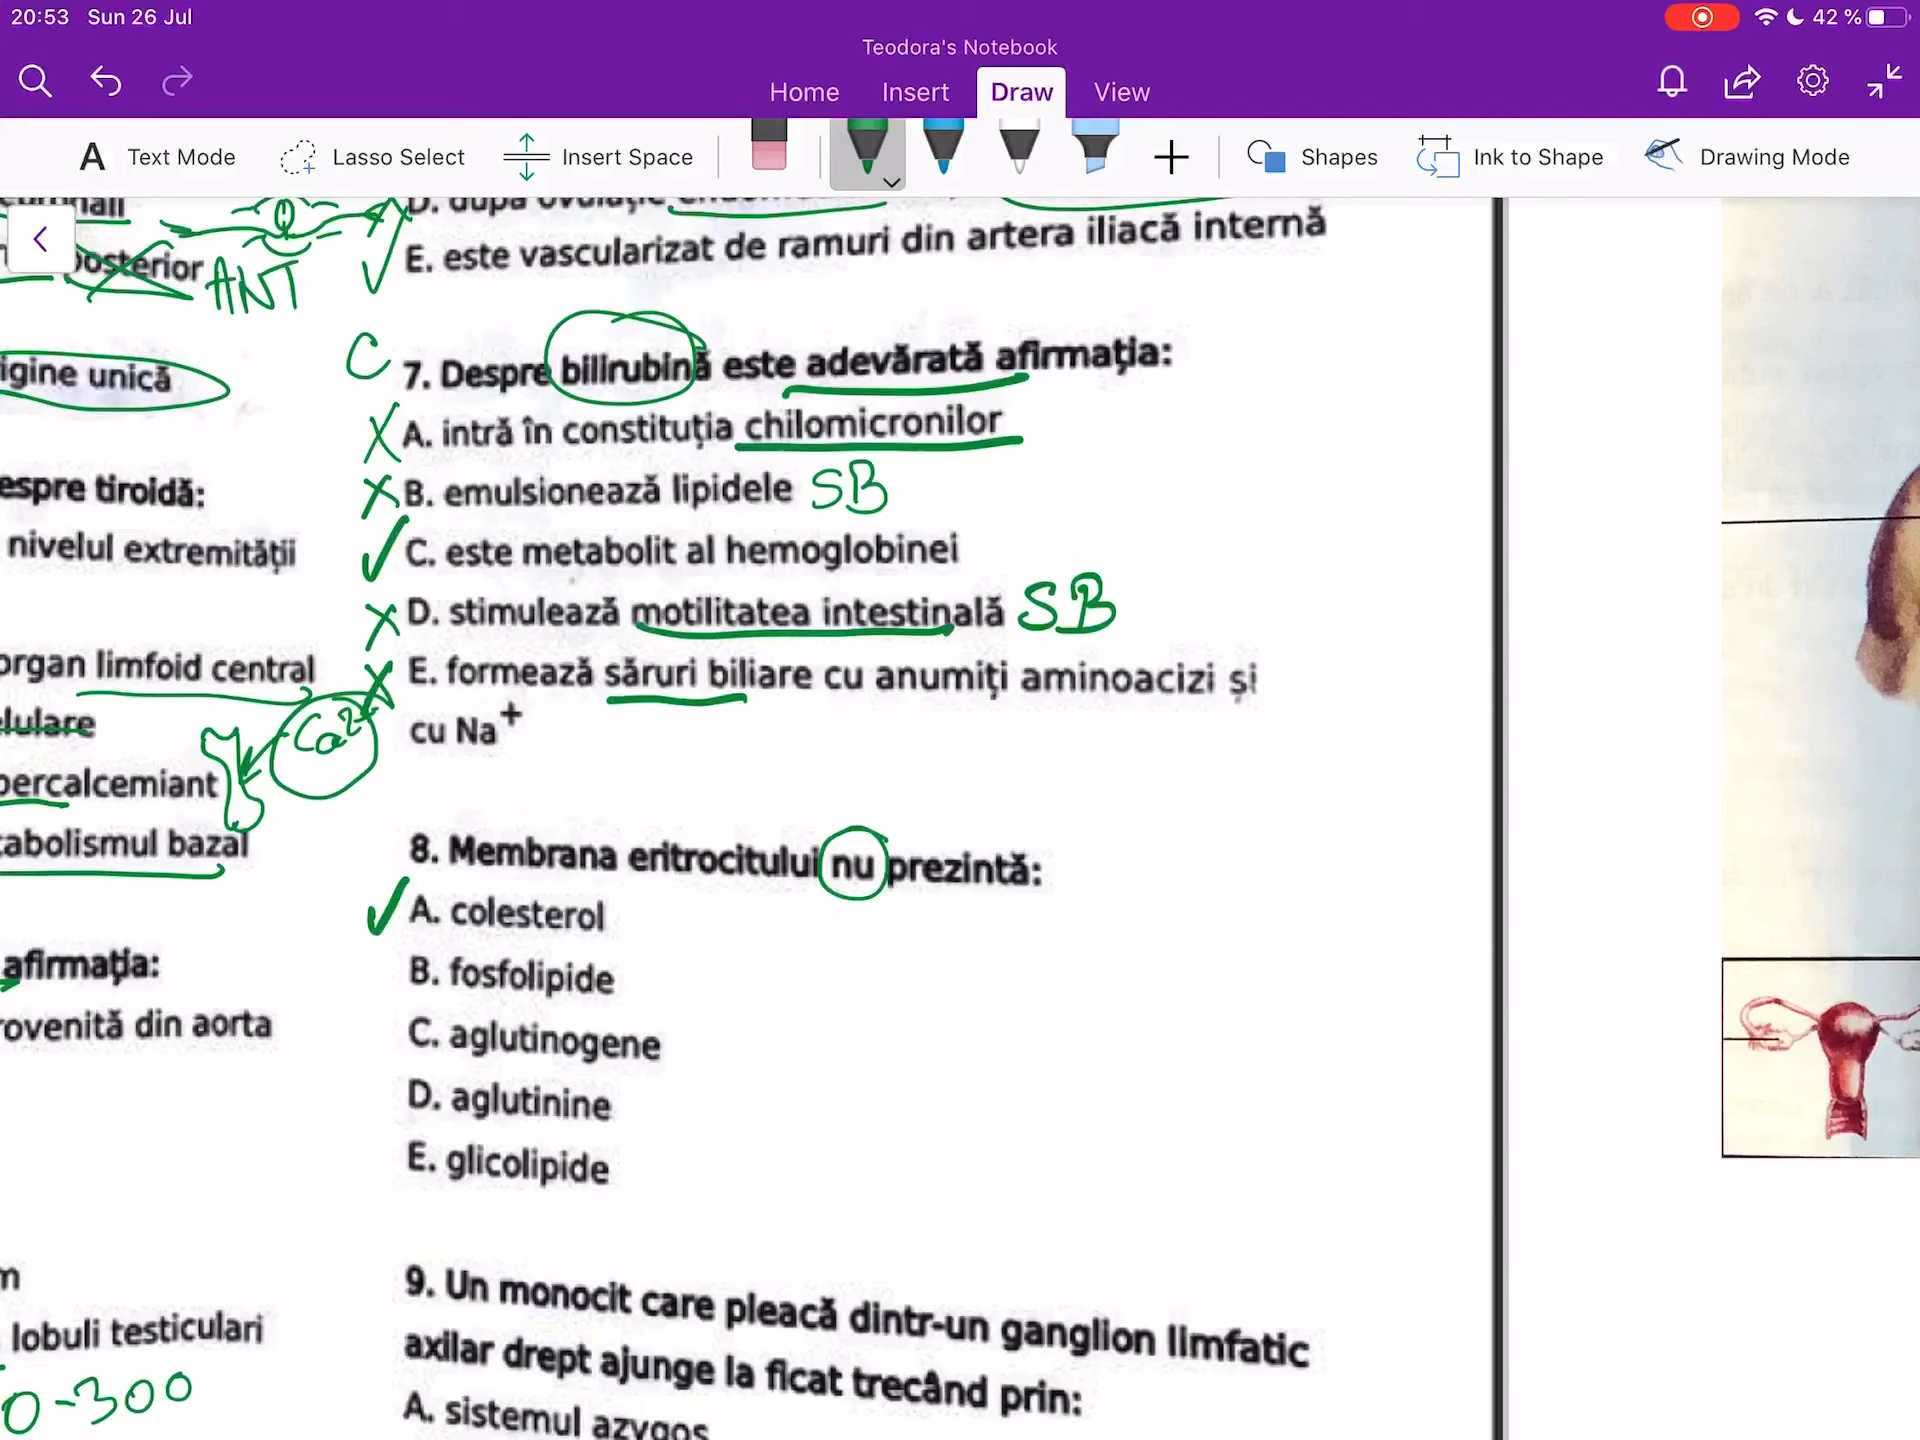 20:53 Sun 26 Jul
42 %
Teodora's Notebook
Home Insert Draw View
A Text Mode Lasso Select Insert Space Shapes Ink to Shape Drawing Mode
posterior ANT
igine unică
espre tiroidă:
nivelul extremității
organ limfoid central
elulare
Ca²⁺
percalcemiant
tabolismul bazal
afirmația:
rovenită din aorta
m
lobuli testiculari
0-300
D. după ovulație
E. este vascularizat de ramuri din artera iliacă internă
C 7. Despre bilirubină este adevărată afirmația:
A. intră în constituția chilomicronilor
B. emulsionează lipidele SB
C. este metabolit al hemoglobinei
D. stimulează motilitatea intestinală SB
E. formează săruri biliare cu anumiți aminoacizi și
cu Na⁺
8. Membrana eritrocitului nu prezintă:
A. colesterol
B. fosfolipide
C. aglutinogene
D. aglutinine
E. glicolipide
9. Un monocit care pleacă dintr-un ganglion limfatic
axilar drept ajunge la ficat trecând prin:
A. sistemul azygos